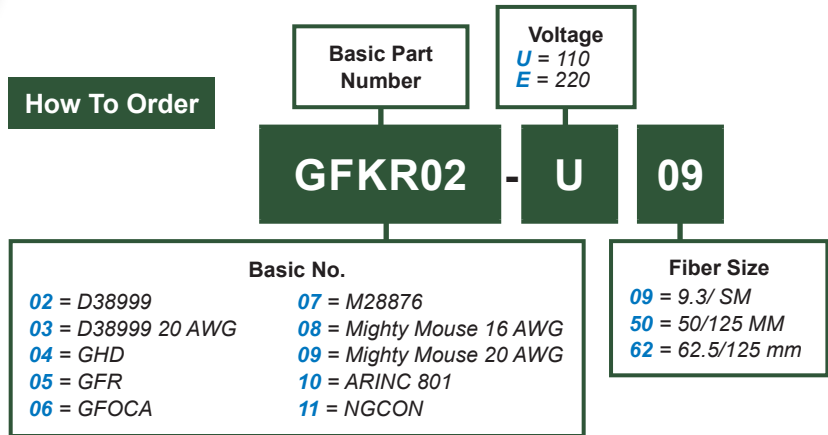 How To Order
Basic Part
Number
Voltage
U = 110
E = 220
GFKR02 - U 09
Basic No.
02 = D38999
03 = D38999 20 AWG
04 = GHD
05 = GFR
06 = GFOCA
07 = M28876
08 = Mighty Mouse 16 AWG
09 = Mighty Mouse 20 AWG
10 = ARINC 801
11 = NGCON
Fiber Size
09 = 9.3/ SM
50 = 50/125 MM
62 = 62.5/125 mm